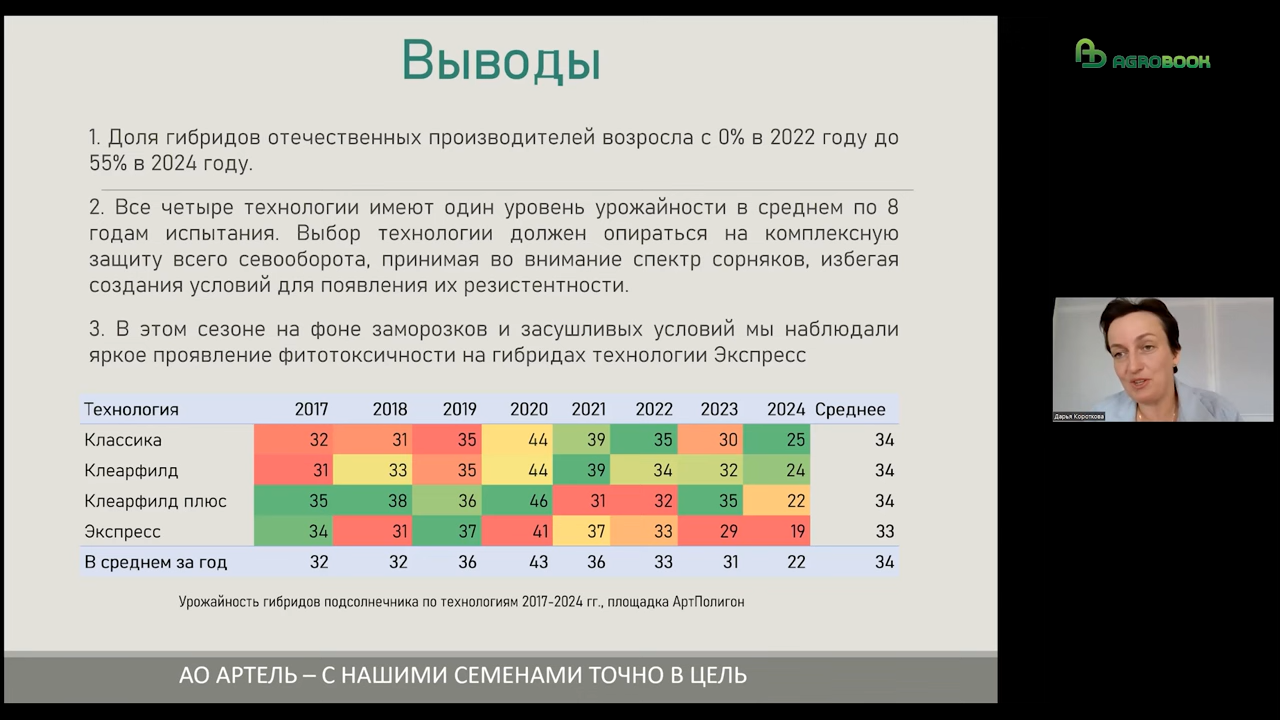 Выводы
AGROBOOK
1. Доля гибридов отечественных производителей возросла с 0% в 2022 году до
55% в 2024 году.
2. Все четыре технологии имеют один уровень урожайности в среднем по 8
годам испытания. Выбор технологии должен опираться на комплексную
защиту всего севооборота, принимая во внимание спектр сорняков, избегая
создания условий для появления их резистентности.
3. В этом сезоне на фоне заморозков и засушливых условий мы наблюдали
яркое проявление фитотоксичности на гибридах технологии Экспресс
Технология 2017 2018 2019 2020 2021 2022 2023 2024 Среднее
Классика 32 31 35 44 39 35 30 25 34
Клеарфилд 31 33 35 44 39 34 32 24 34
Клеарфилд плюс 35 38 36 46 31 32 35 22 34
Экспресс 34 31 37 41 37 33 29 19 33
В среднем за год 32 32 36 43 36 33 31 22 34
Урожайность гибридов подсолнечника по технологиям 2017-2024 гг., площадка АртПолигон
АО АРТЕЛЬ – С НАШИМИ СЕМЕНАМИ ТОЧНО В ЦЕЛЬ
Дарья Короткова